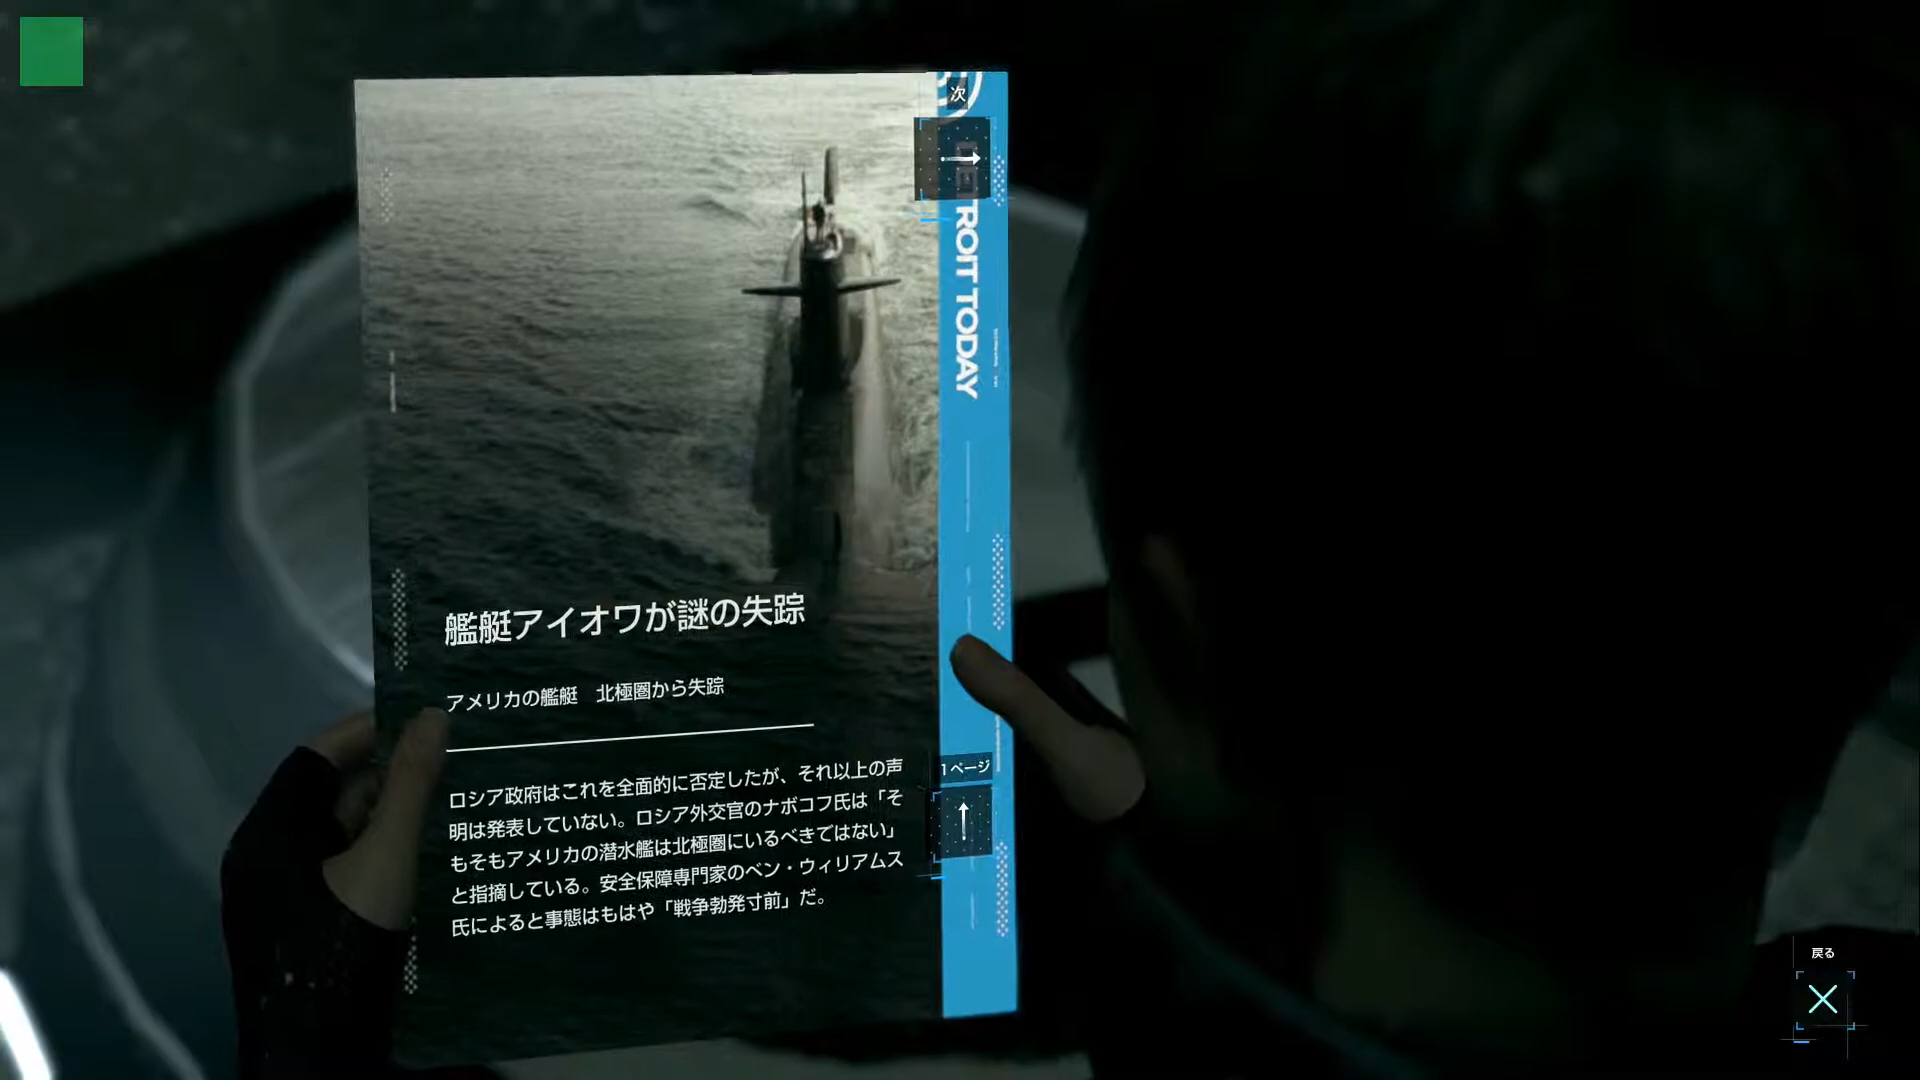 次
DETROIT TODAY
艦艇アイオワが謎の失踪
アメリカの艦艇　北極圏から失踪
ロシア政府はこれを全面的に否定したが、それ以上の声
明は発表していない。ロシア外交官のナボコフ氏は「そ
もそもアメリカの潜水艦は北極圏にいるべきではない」
と指摘している。安全保障専門家のベン・ウィリアムス
氏によると事態はもはや「戦争勃発寸前」だ。
1 ページ
戻る